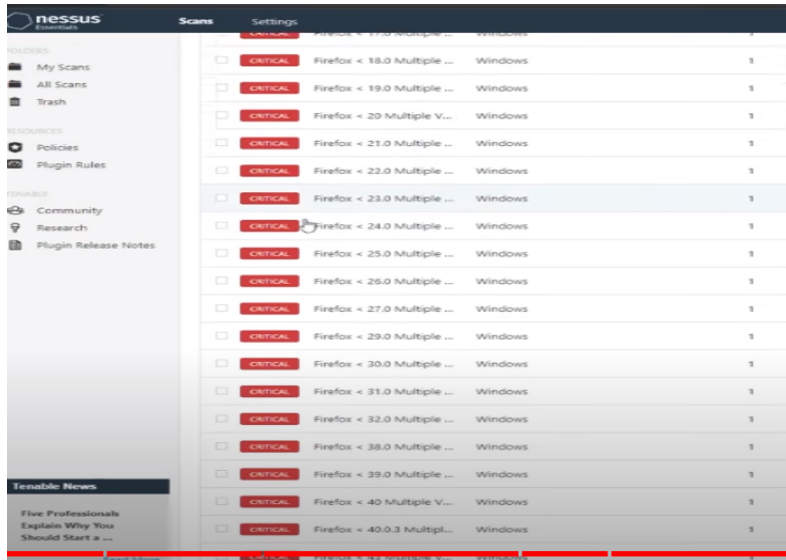 nessus
Essentials
Scans
Settings
FOLDERS
My Scans
All Scans
Trash
RESOURCES
Policies
Plugin Rules
TENABLE
Community
Research
Plugin Release Notes
Tenable News
Five Professionals
Explain Why You
Should Start a ...
Read More
CRITICAL Firefox < 17.0 Multiple ... Windows 1
CRITICAL Firefox < 18.0 Multiple ... Windows 1
CRITICAL Firefox < 19.0 Multiple ... Windows 1
CRITICAL Firefox < 20 Multiple V... Windows 1
CRITICAL Firefox < 21.0 Multiple ... Windows 1
CRITICAL Firefox < 22.0 Multiple ... Windows 1
CRITICAL Firefox < 23.0 Multiple ... Windows 1
CRITICAL Firefox < 24.0 Multiple ... Windows 1
CRITICAL Firefox < 25.0 Multiple ... Windows 1
CRITICAL Firefox < 26.0 Multiple ... Windows 1
CRITICAL Firefox < 27.0 Multiple ... Windows 1
CRITICAL Firefox < 29.0 Multiple ... Windows 1
CRITICAL Firefox < 30.0 Multiple ... Windows 1
CRITICAL Firefox < 31.0 Multiple ... Windows 1
CRITICAL Firefox < 32.0 Multiple ... Windows 1
CRITICAL Firefox < 38.0 Multiple ... Windows 1
CRITICAL Firefox < 39.0 Multiple ... Windows 1
CRITICAL Firefox < 40 Multiple V... Windows 1
CRITICAL Firefox < 40.0.3 Multipl... Windows 1